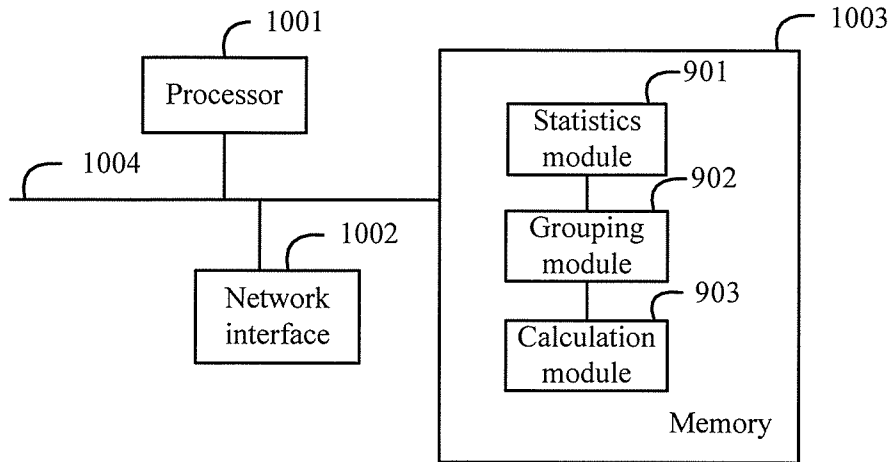 1001
Processor
1004
1002
Network
interface
1003
901
Statistics
module
902
Grouping
module
903
Calculation
module
Memory